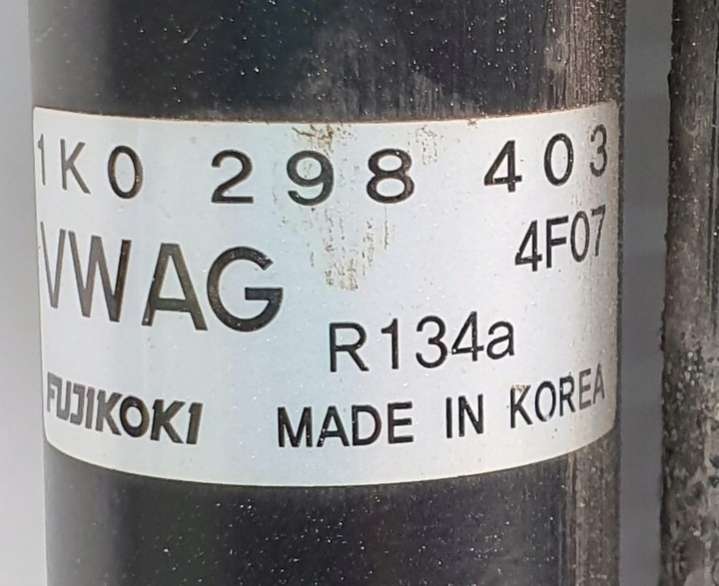 1K0 298 403
4F07
VWAG
R134a
FUJIKOKI MADE IN KOREA